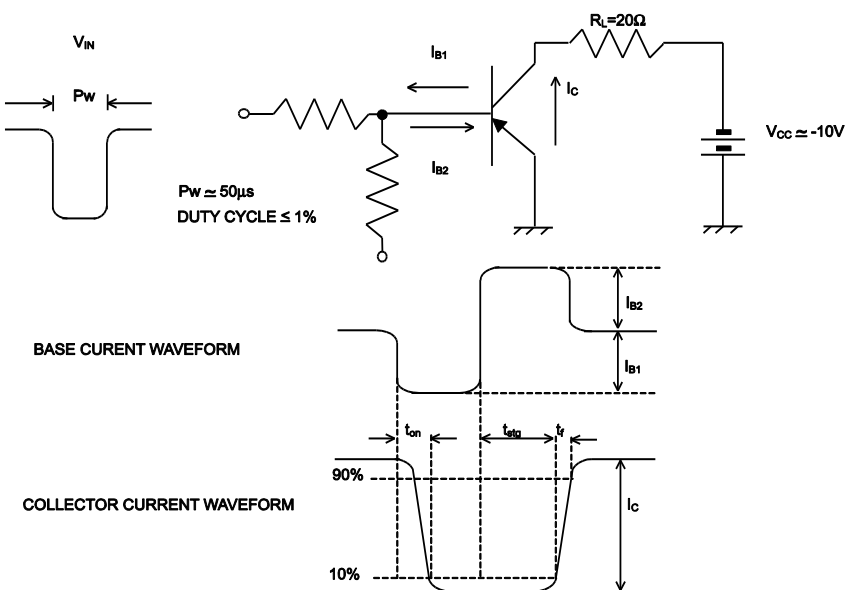 VIN
Pw
RL=20Ω
IB1
IC
IB2
VCC ≃ -10V
Pw ≃ 50μs
DUTY CYCLE ≤ 1%
BASE CURENT WAVEFORM
IB2
IB1
ton
tstg
tf
90%
COLLECTOR CURRENT WAVEFORM
IC
10%